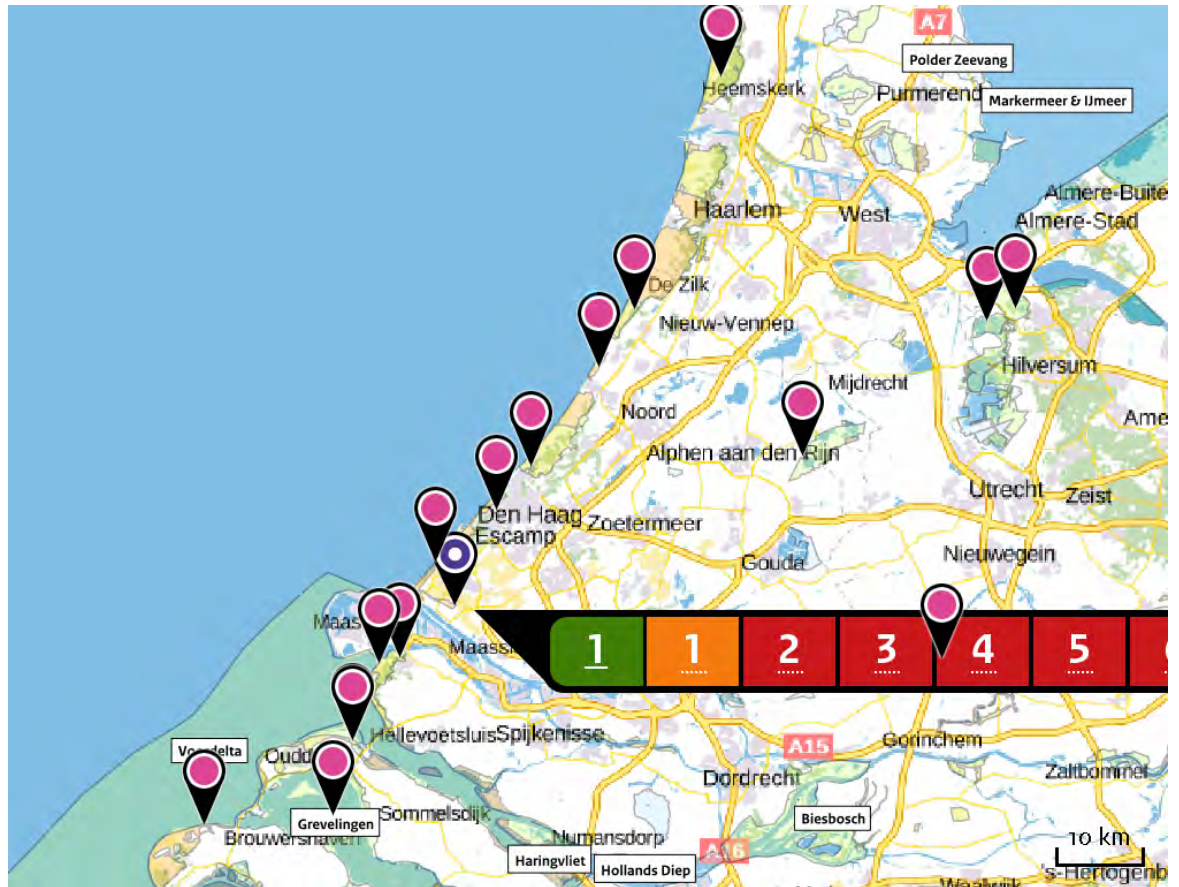 A7
Polder Zeevang
Heemskerk
Purmerend
Markermeer & IJmeer
Almere-Buite
Haarlem
West
Almere-Stad
De Zilk
Nieuw-Vennep
Hilversum
Mijdrecht
Noord
Ame
Alphen aan den Rijn
Utrecht
Zeist
Den Haag
Zoetermeer
Escamp
Gouda
Nieuwegein
Maas
Maassl
1 1 2 3 4 5
Hellevoetsluis
Spijkenisse
Gorinchem
A15
Oudd
Dordrecht
Zaltbommel
Grevelingen
Sommelsdijk
Biesbosch
Brouwershaven
Numansdorp
10 km
A16
Haringvliet
Hollands Diep
's-Hertogenb